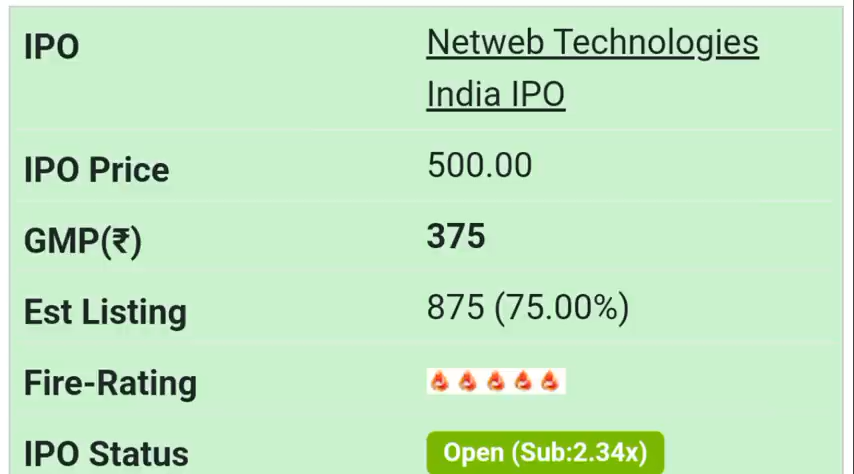 IPO
Netweb Technologies
India IPO
IPO Price
500.00
GMP(₹)
375
Est Listing
875 (75.00%)
Fire-Rating
IPO Status
Open (Sub:2.34x)